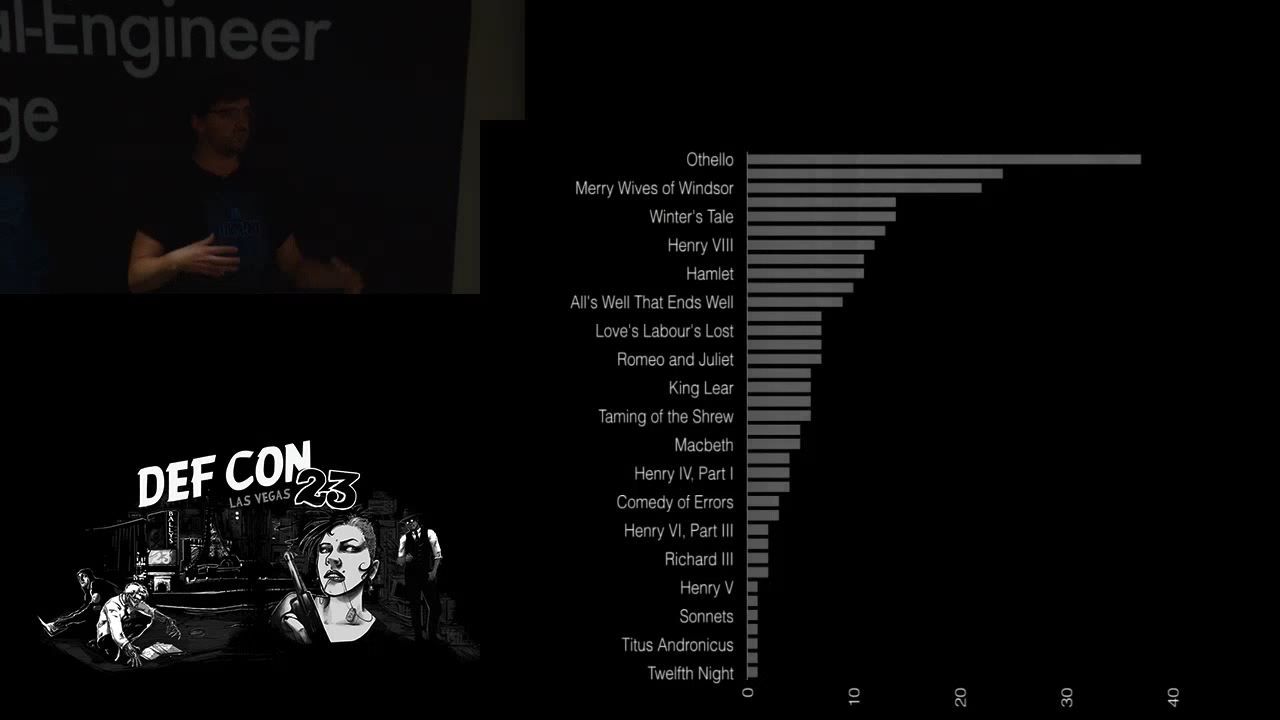 al-Engineer
ge
Othello
Merry Wives of Windsor
Winter's Tale
Henry VIII
Hamlet
All's Well That Ends Well
Love's Labour's Lost
Romeo and Juliet
King Lear
Taming of the Shrew
Macbeth
Henry IV, Part I
Comedy of Errors
Henry VI, Part III
Richard III
Henry V
Sonnets
Titus Andronicus
Twelfth Night
0
10
20
30
40
DEF CON
LAS VEGAS 23
BALLYS
23